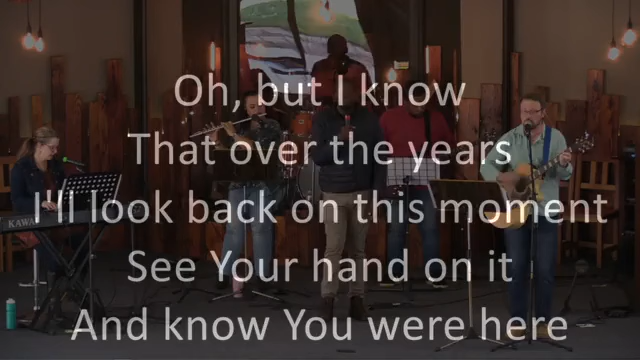 Oh, but I know
That over the years
I'll look back on this moment
See Your hand on it
And know You were here
KAWAI